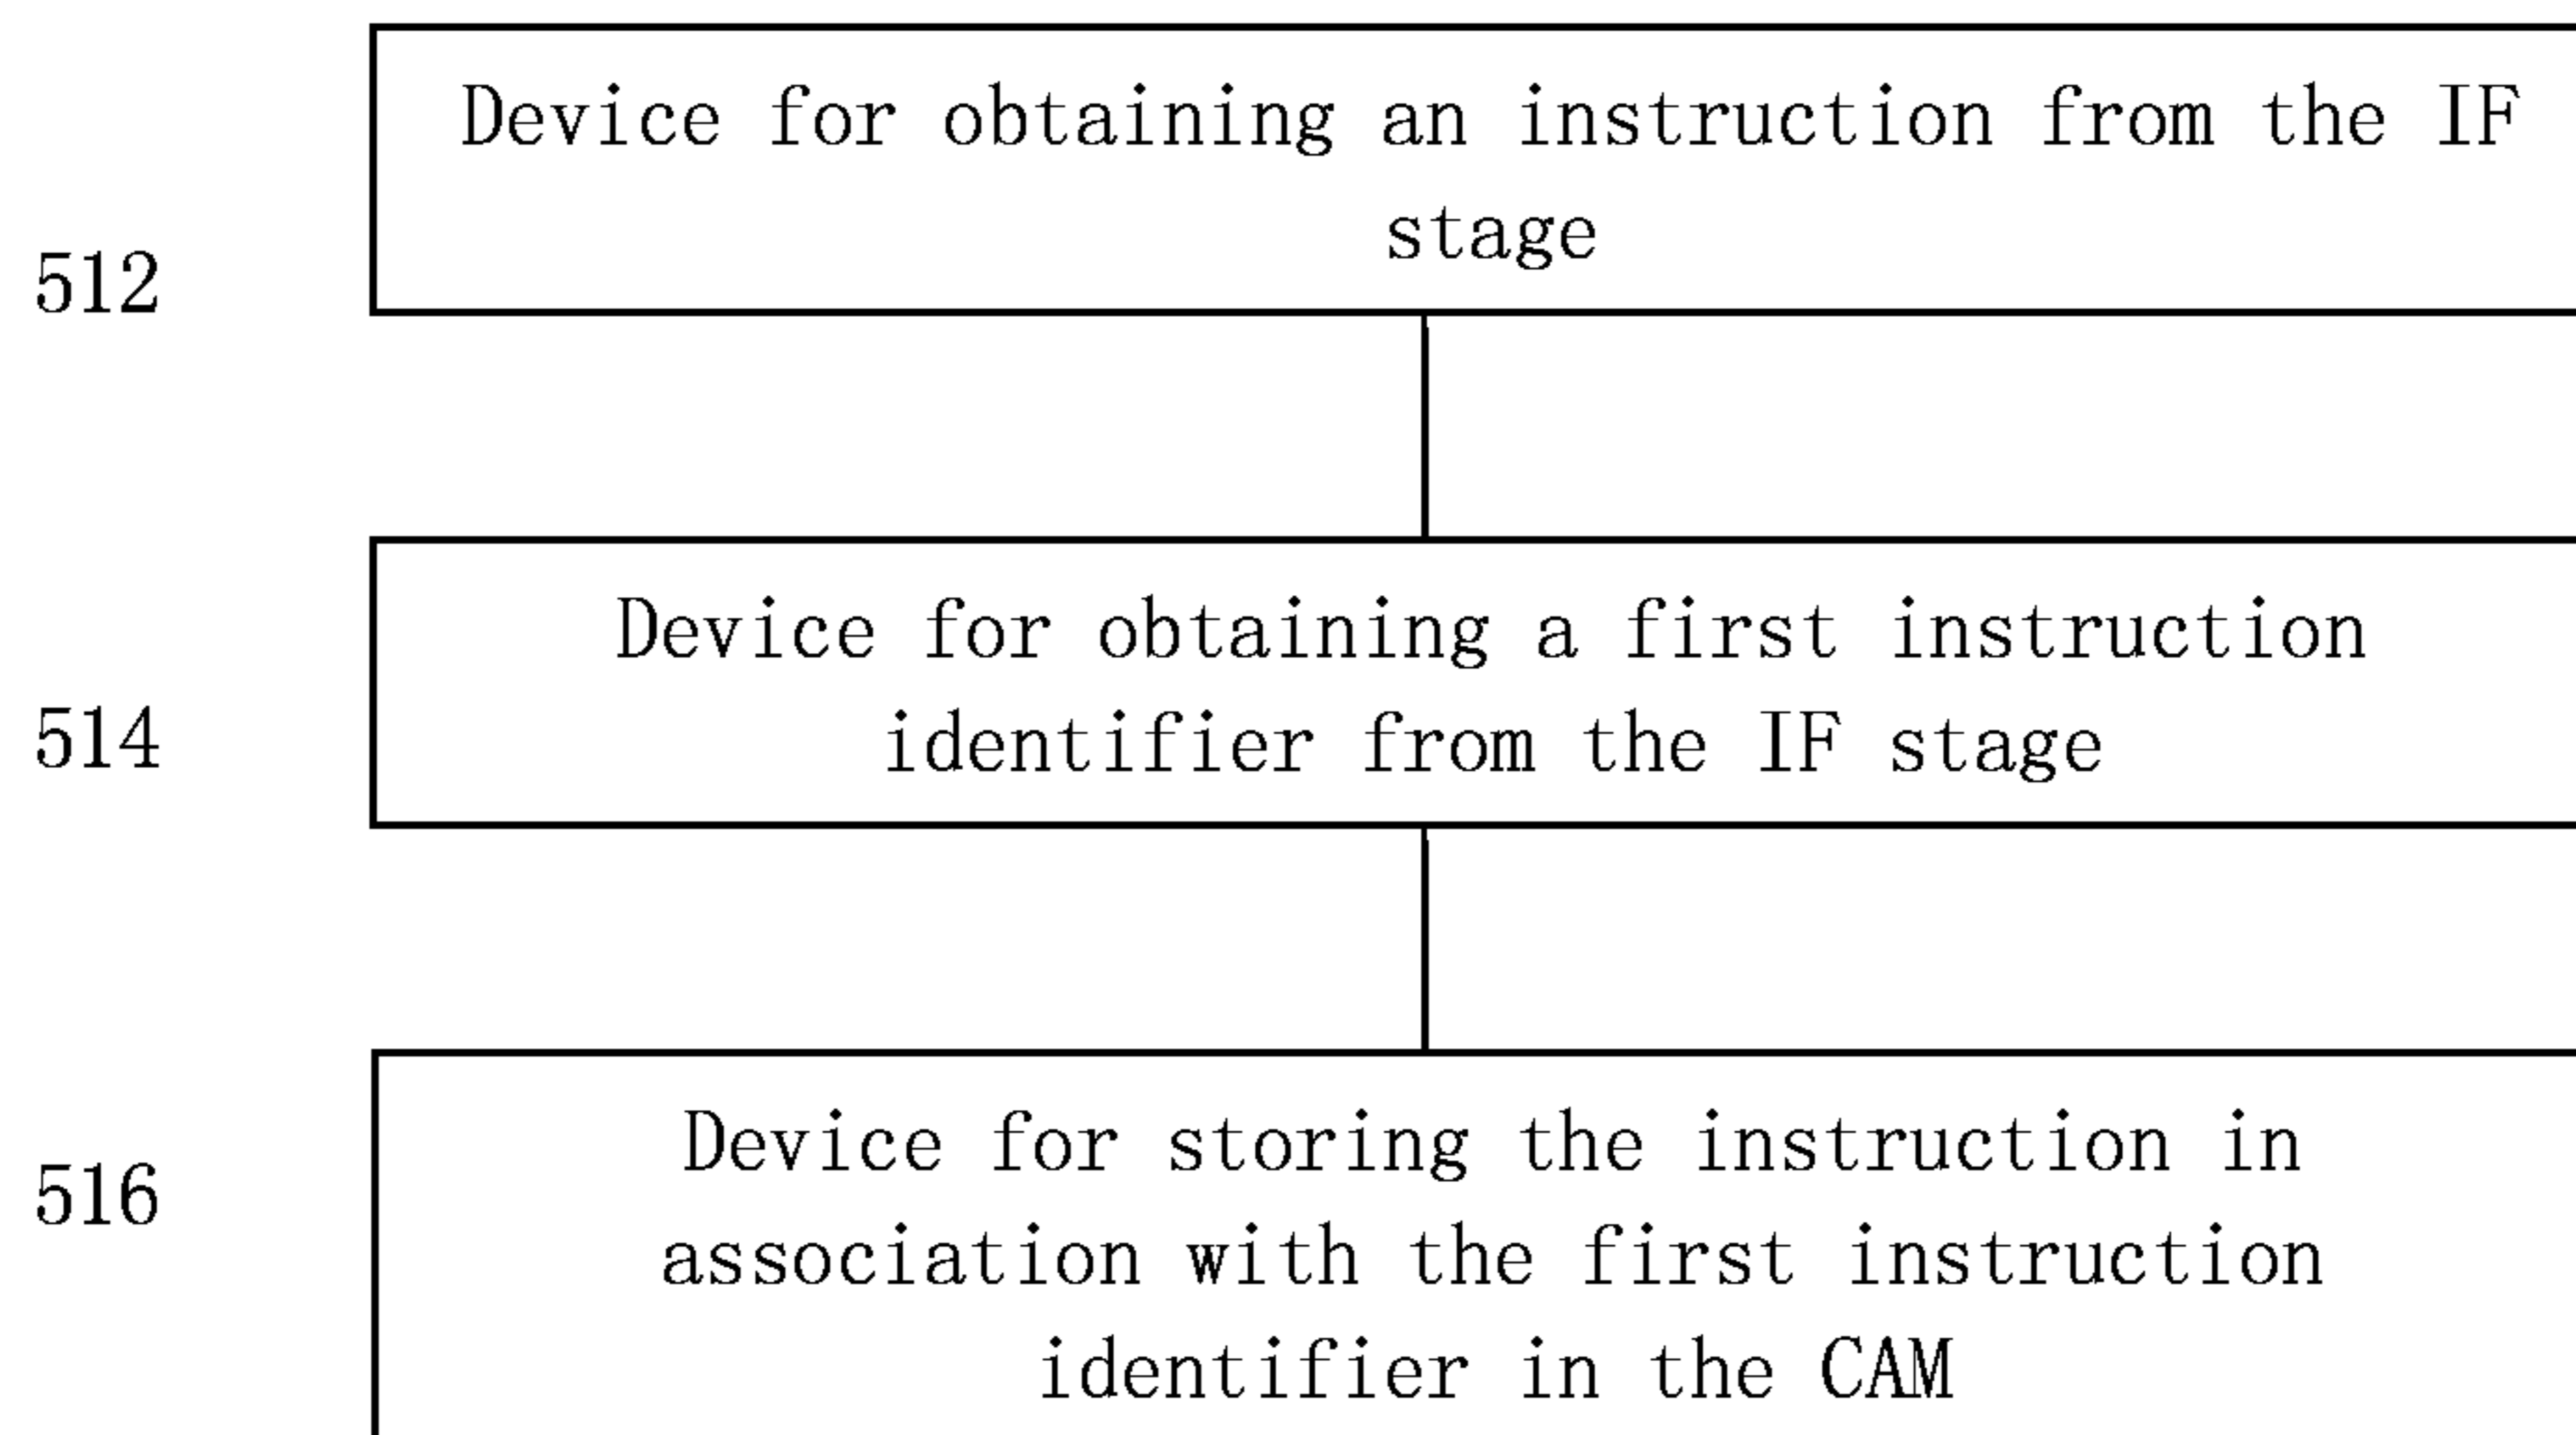 Device for obtaining an instruction from the IF
stage
512
Device for obtaining a first instruction
identifier from the IF stage
514
Device for storing the instruction in
association with the first instruction
identifier in the CAM
516